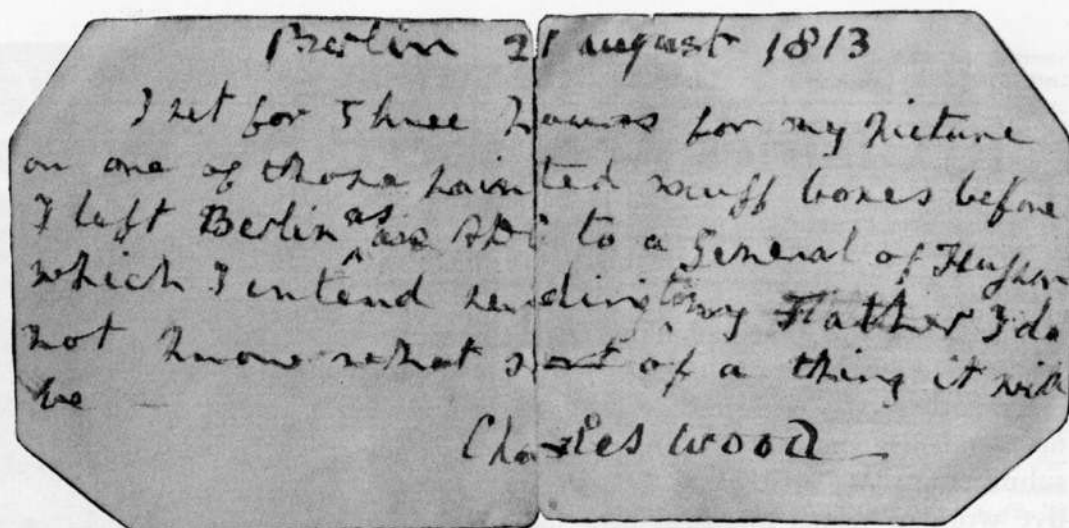 Berlin 21 august 1813
I set for Three hours for my picture
on one of those painted snuff boxes before
I left Berlin as an ADC to a General of Hussars
which I intend sending to my Father I do
not know what sort of a thing it will
be —
Charles Wood —